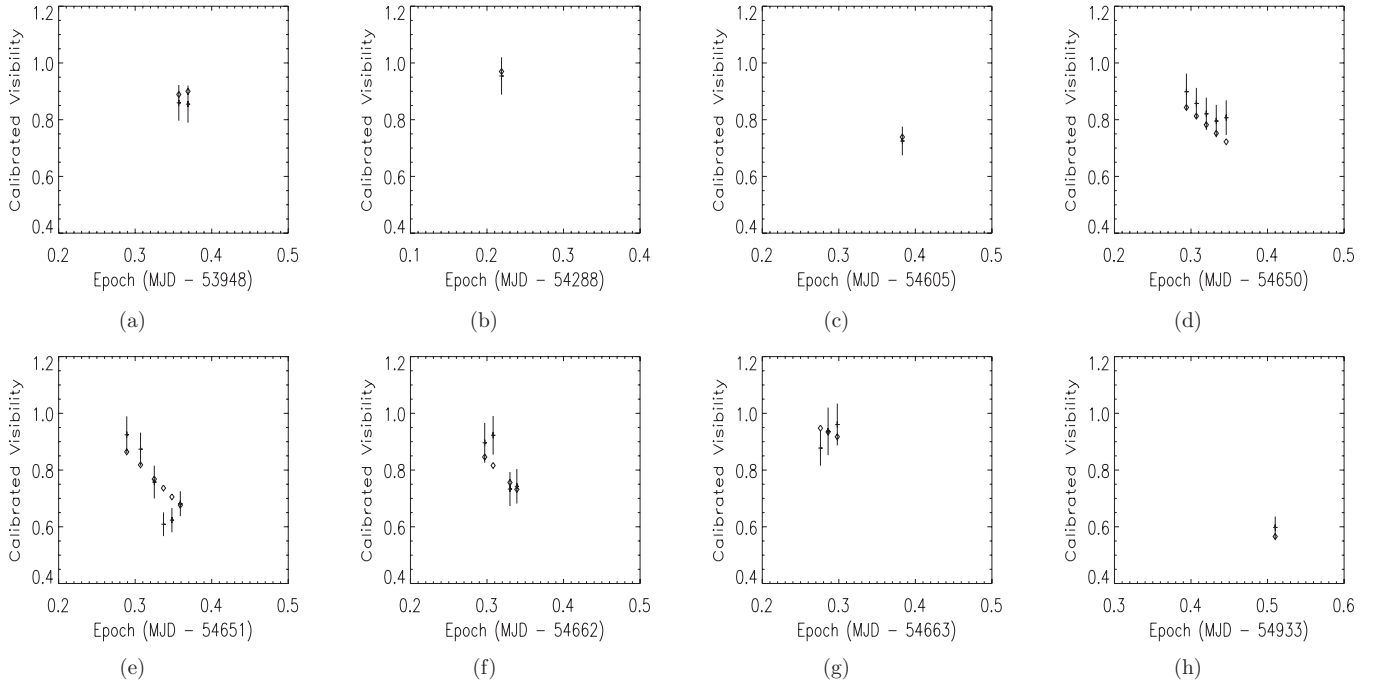 1.2 1.0 0.8 0.6 0.4
Calibrated Visibility
0.2 0.3 0.4 0.5
Epoch (MJD − 53948)
(a)
1.2 1.0 0.8 0.6 0.4
Calibrated Visibility
0.1 0.2 0.3 0.4
Epoch (MJD − 54288)
(b)
1.2 1.0 0.8 0.6 0.4
Calibrated Visibility
0.2 0.3 0.4 0.5
Epoch (MJD − 54605)
(c)
1.2 1.0 0.8 0.6 0.4
Calibrated Visibility
0.2 0.3 0.4 0.5
Epoch (MJD − 54650)
(d)
1.2 1.0 0.8 0.6 0.4
Calibrated Visibility
0.2 0.3 0.4 0.5
Epoch (MJD − 54651)
(e)
1.2 1.0 0.8 0.6 0.4
Calibrated Visibility
0.2 0.3 0.4 0.5
Epoch (MJD − 54662)
(f)
1.2 1.0 0.8 0.6 0.4
Calibrated Visibility
0.2 0.3 0.4 0.5
Epoch (MJD − 54663)
(g)
1.2 1.0 0.8 0.6 0.4
Calibrated Visibility
0.3 0.4 0.5 0.6
Epoch (MJD − 54933)
(h)